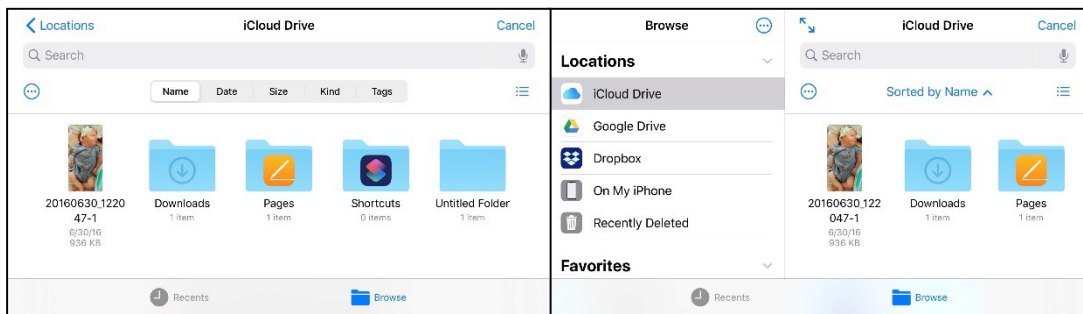 Locations
iCloud Drive
Cancel
Search
Name Date Size Kind Tags
20160630_1220
47-1
6/30/16
936 KB
Downloads
1 item
Pages
1 item
Shortcuts
0 items
Untitled Folder
1 item
Recents
Browse
Browse
Locations
iCloud Drive
Google Drive
Dropbox
On My iPhone
Recently Deleted
Favorites
iCloud Drive
Cancel
Search
Sorted by Name
20160630_122
047-1
6/30/16
936 KB
Downloads
1 item
Pages
1 item
Recents
Browse